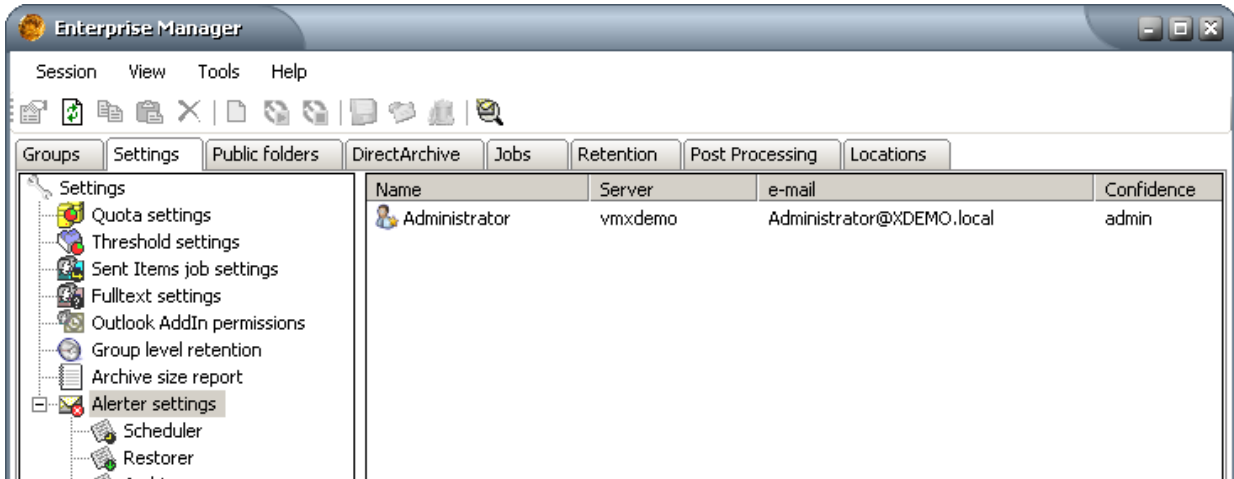 Enterprise Manager
Session View Tools Help
Groups Settings Public folders DirectArchive Jobs Retention Post Processing Locations
Settings
Quota settings
Threshold settings
Sent Items job settings
Fulltext settings
Outlook AddIn permissions
Group level retention
Archive size report
Alerter settings
Scheduler
Restorer
Name Server e-mail Confidence
Administrator vmxdemo Administrator@XDEMO.local admin